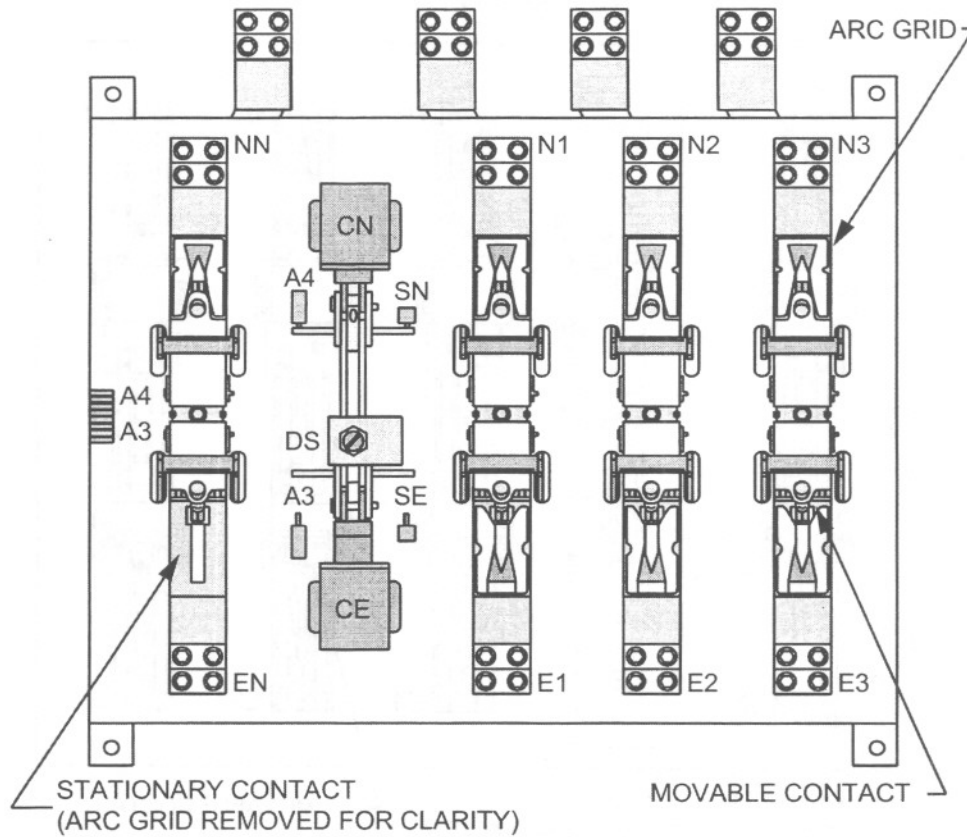 ARC GRID
NN
N1
N2
N3
CN
A4
SN
A4
A3
DS
A3
SE
CE
EN
E1
E2
E3
STATIONARY CONTACT
(ARC GRID REMOVED FOR CLARITY)
MOVABLE CONTACT